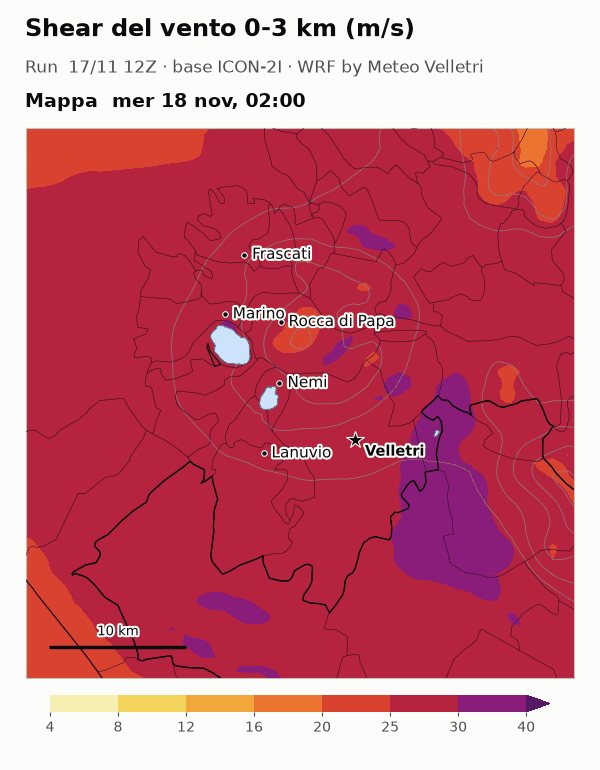 Shear del vento 0-3 km (m/s)
Run 17/11 12Z · base ICON-2I · WRF by Meteo Velletri
Mappa mer 18 nov, 02:00
Frascati
Marino
Rocca di Papa
Nemi
Velletri
Lanuvio
10 km
4 8 12 16 20 25 30 40